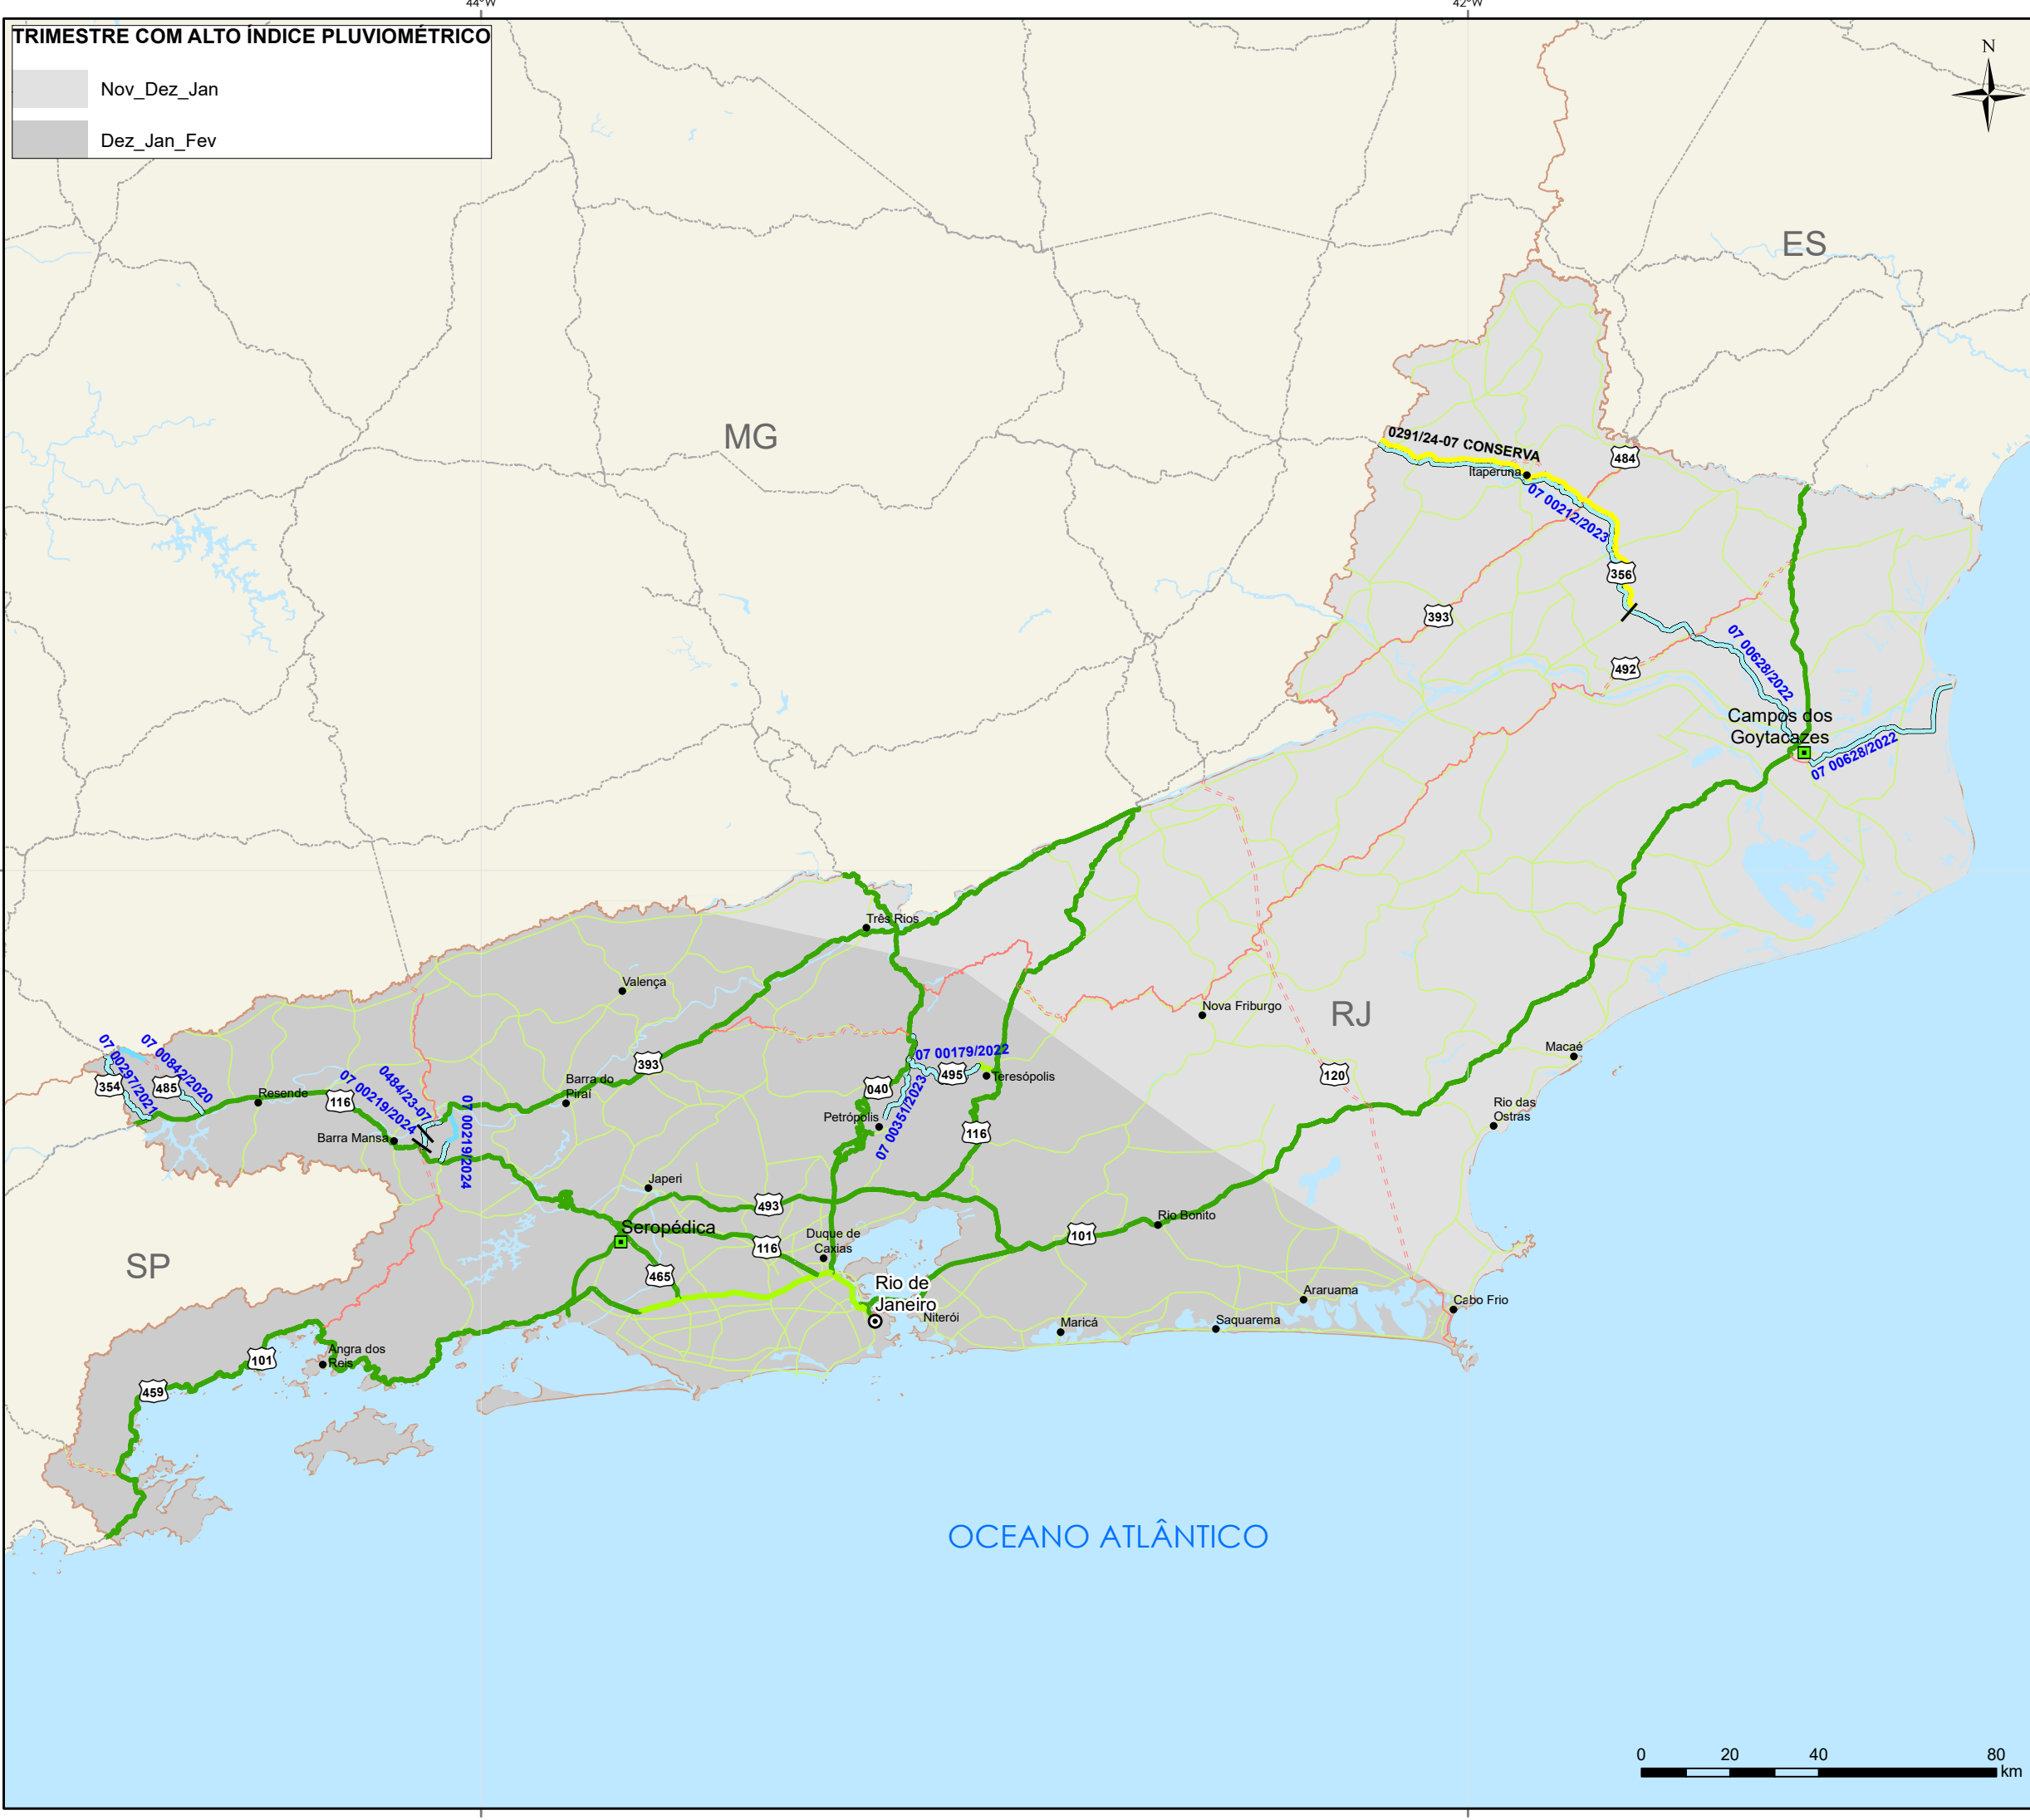 44°W
42°W
TRIMESTRE COM ALTO ÍNDICE PLUVIOMÉTRICO
Nov_Dez_Jan
Dez_Jan_Fev
N
ES
MG
0291/24-07 CONSERVA
484
Itaperuna
07 00212/2023
356
393
492
07 00628/2022
Campos dos
Goytacazes
07 00628/2022
Três Rios
Valença
Nova Friburgo
RJ
Macaé
07 00297/2021
07 00842/2020
354
485
Resende
116
07 00219/2024
0484/23-07
07 00219/2024
Barra Mansa
Barra do
Piraí
393
07 00179/2022
495
Teresópolis
040
Petrópolis
07 00351/2023
116
120
Rio das
Ostras
Japeri
493
Seropédica
116
465
Duque de
Caxias
Rio Bonito
101
SP
Rio de
Janeiro
Niterói
Maricá
Saquarema
Araruama
Cabo Frio
Angra dos
Reis
101
459
OCEANO ATLÂNTICO
0 20 40 80
km